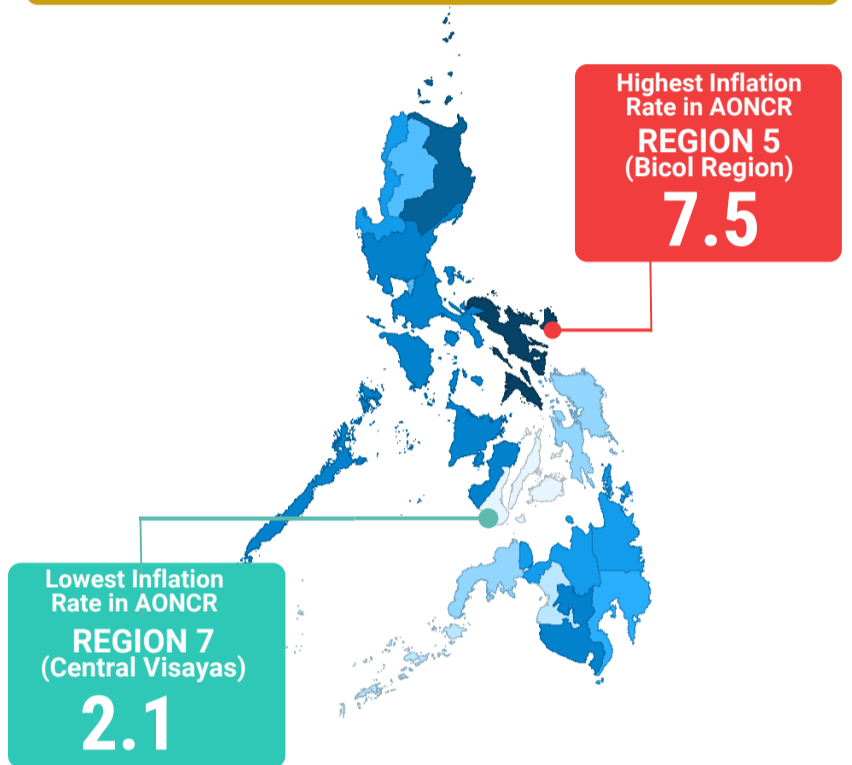 Highest Inflation
Rate in AONCR
REGION 5
(Bicol Region)
7.5
Lowest Inflation
Rate in AONCR
REGION 7
(Central Visayas)
2.1